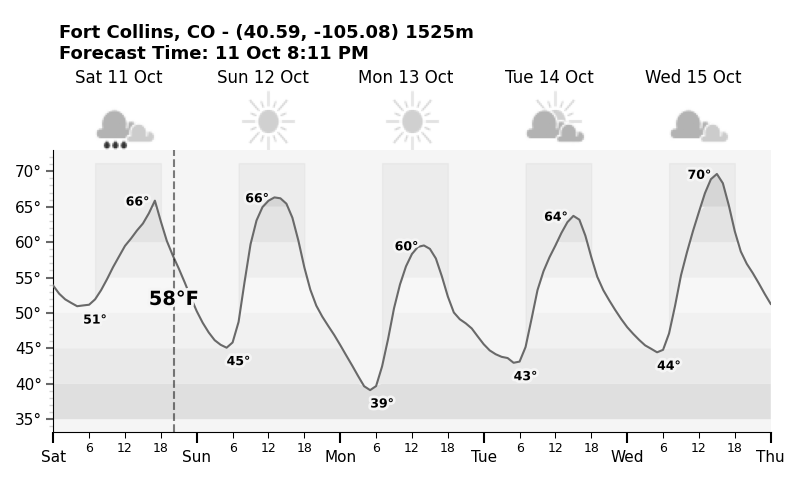 Fort Collins, CO - (40.59, -105.08) 1525m
Forecast Time: 11 Oct 8:11 PM
Sat 11 Oct Sun 12 Oct Mon 13 Oct Tue 14 Oct Wed 15 Oct
70°
65°
60°
55°
50°
45°
40°
35°
66° 66° 60° 64° 70°
58°F
51° 45° 39° 43° 44°
6 12 18 6 12 18 6 12 18 6 12 18 6 12 18
Sat Sun Mon Tue Wed Thu